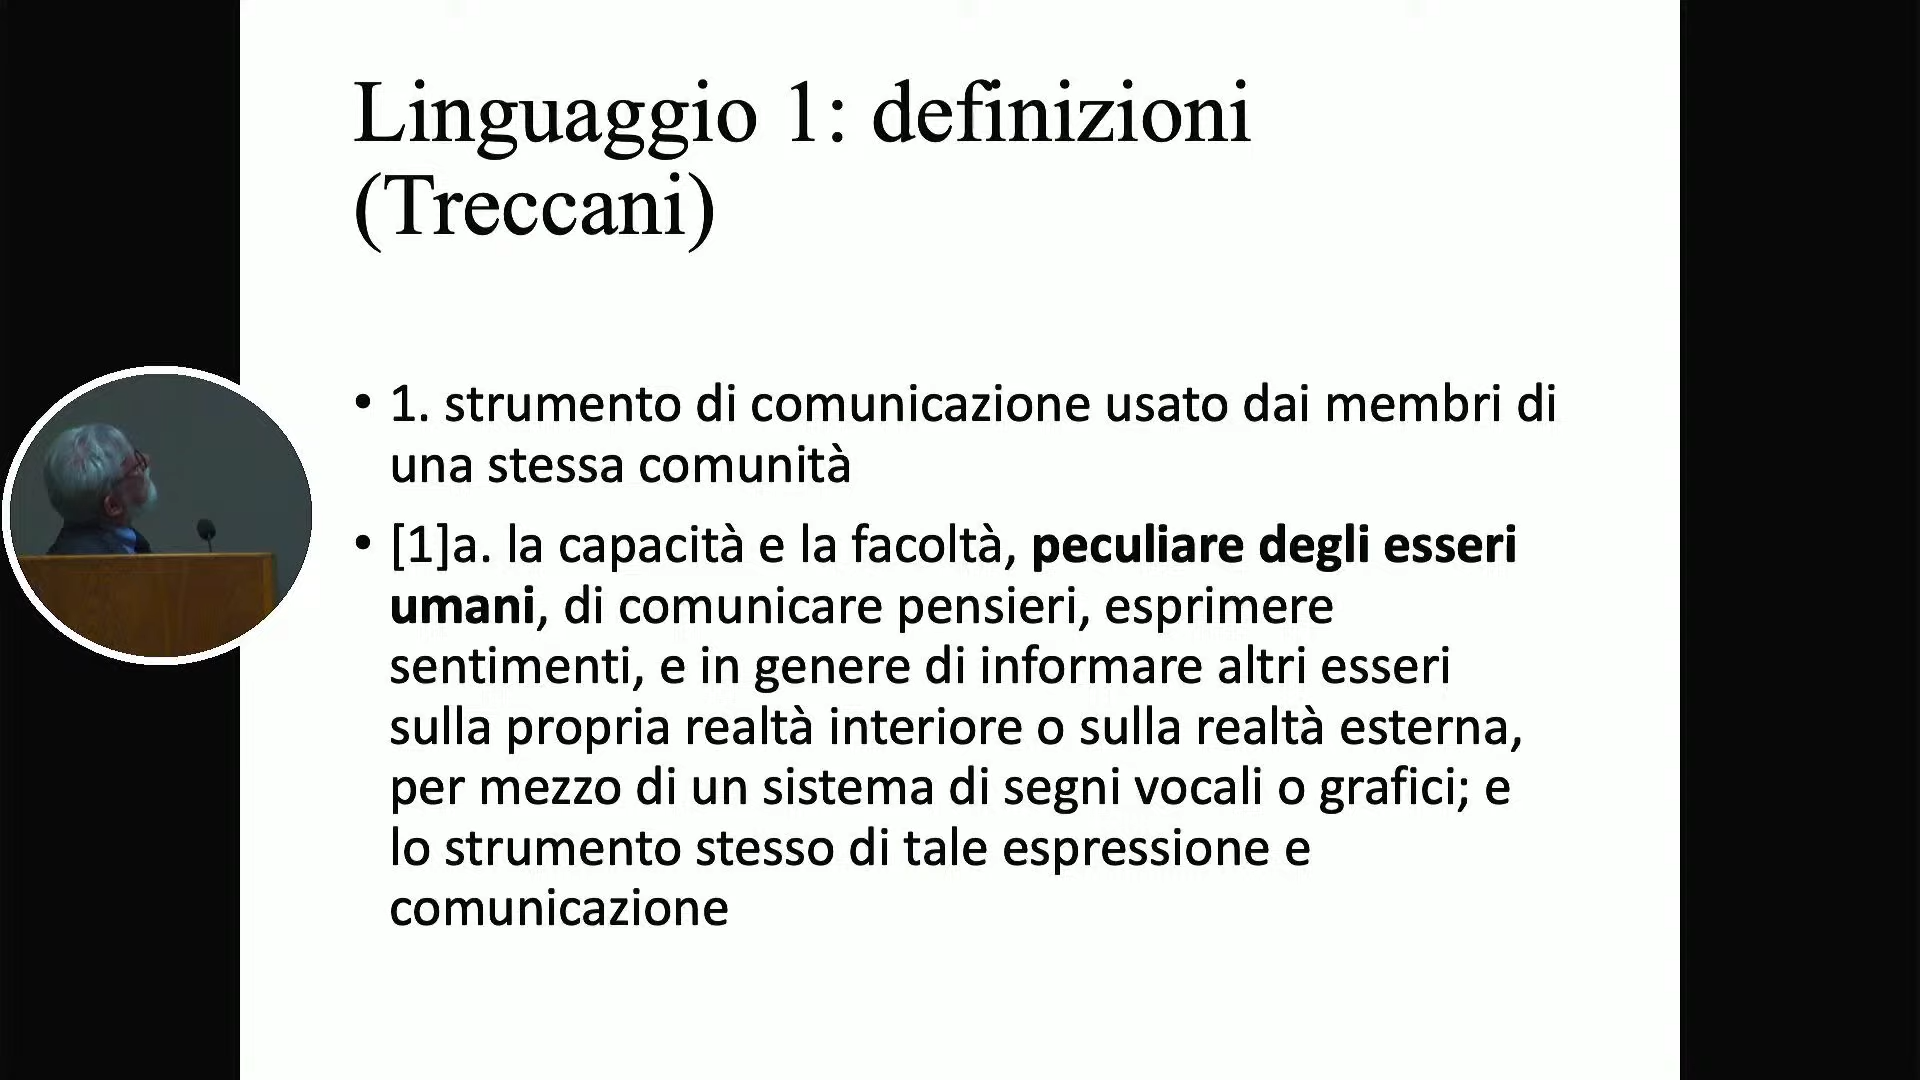 Linguaggio 1: definizioni
(Treccani)
• 1. strumento di comunicazione usato dai membri di
una stessa comunità
• [1]a. la capacità e la facoltà, peculiare degli esseri
umani, di comunicare pensieri, esprimere
sentimenti, e in genere di informare altri esseri
sulla propria realtà interiore o sulla realtà esterna,
per mezzo di un sistema di segni vocali o grafici; e
lo strumento stesso di tale espressione e
comunicazione